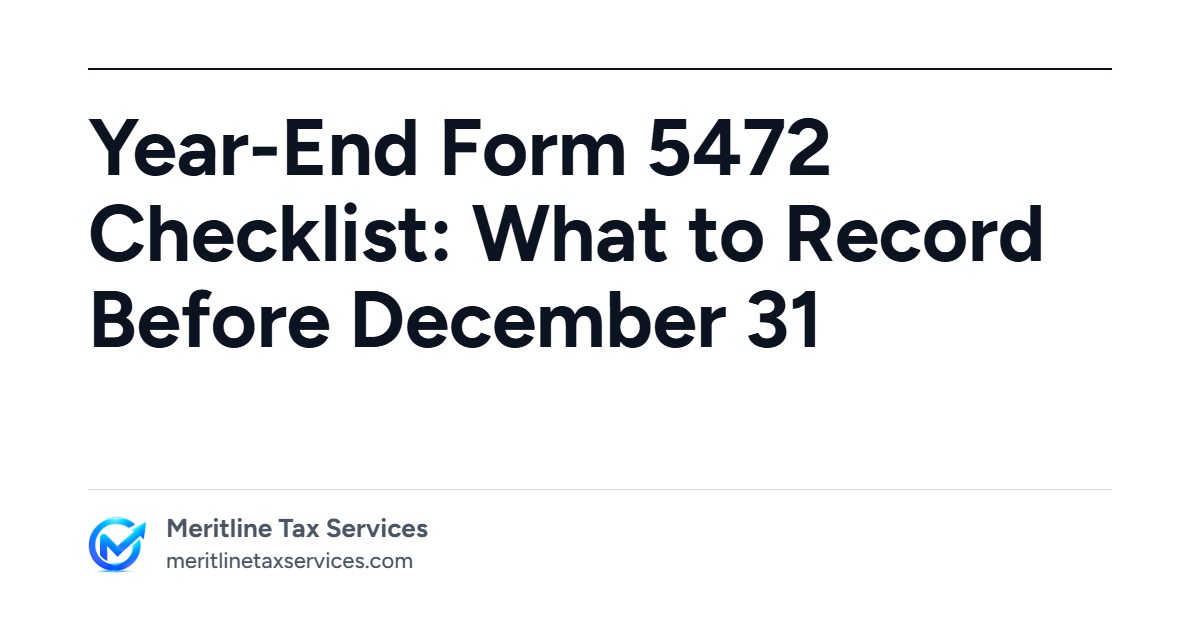 Year-End Form 5472
Checklist: What to Record
Before December 31
Meritline Tax Services
meritlinetaxservices.com